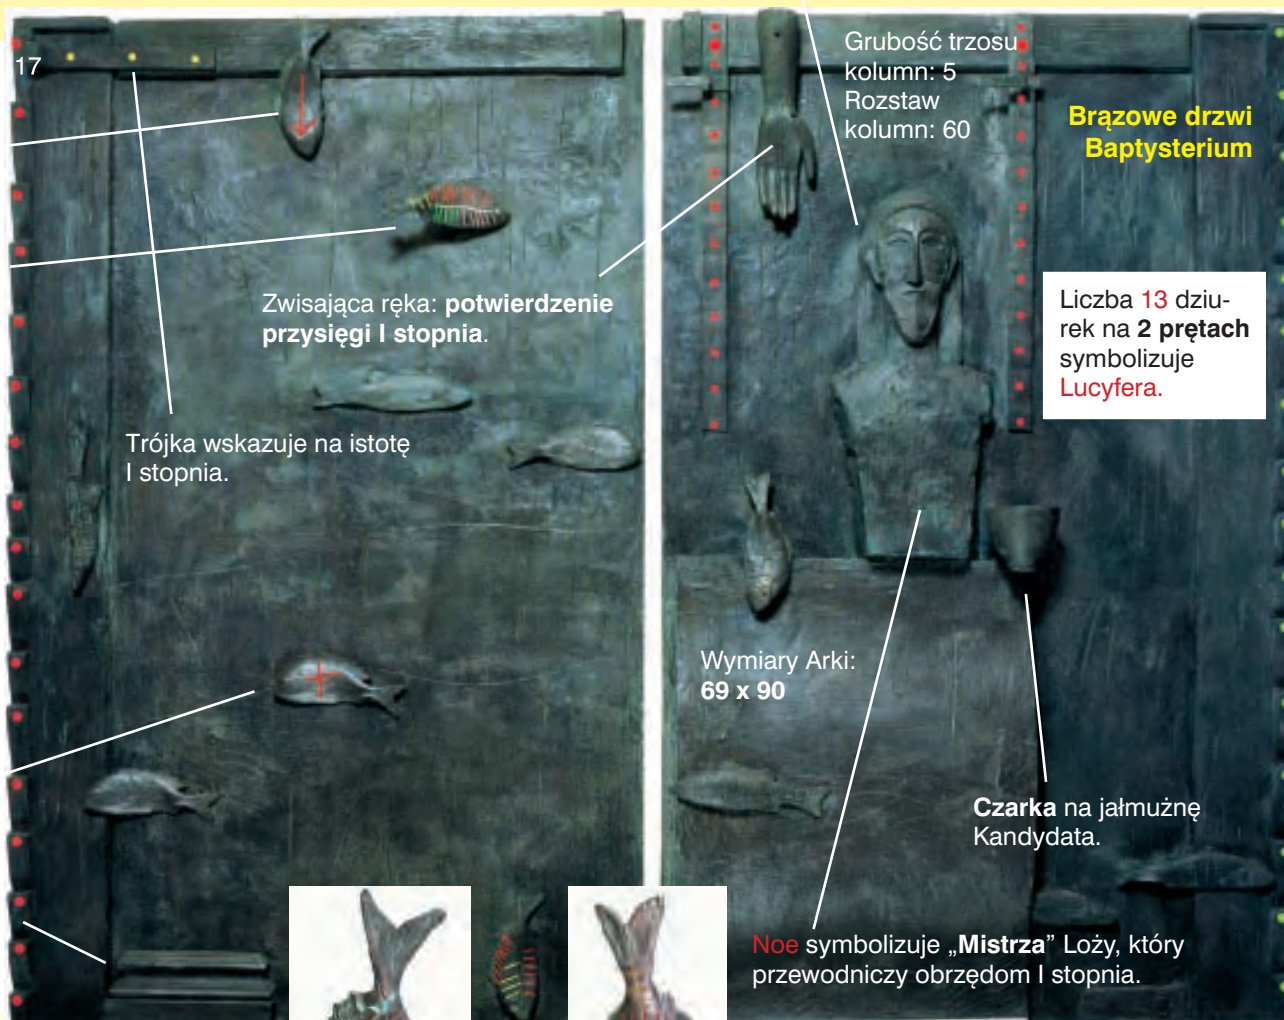 17
Grubość trzosu
kolumn: 5
Rozstaw
kolumn: 60
Brązowe drzwi
Baptysterium
Zwisająca ręka: potwierdzenie
przysięgi I stopnia.
Liczba 13 dziu-
rek na 2 prętach
symbolizuje
Lucyfera.
Trójka wskazuje na istotę
I stopnia.
Wymiary Arki:
69 x 90
Czarka na jałmużnę
Kandydata.
Noe symbolizuje „Mistrza” Loży, który
przewodniczy obrzędom I stopnia.